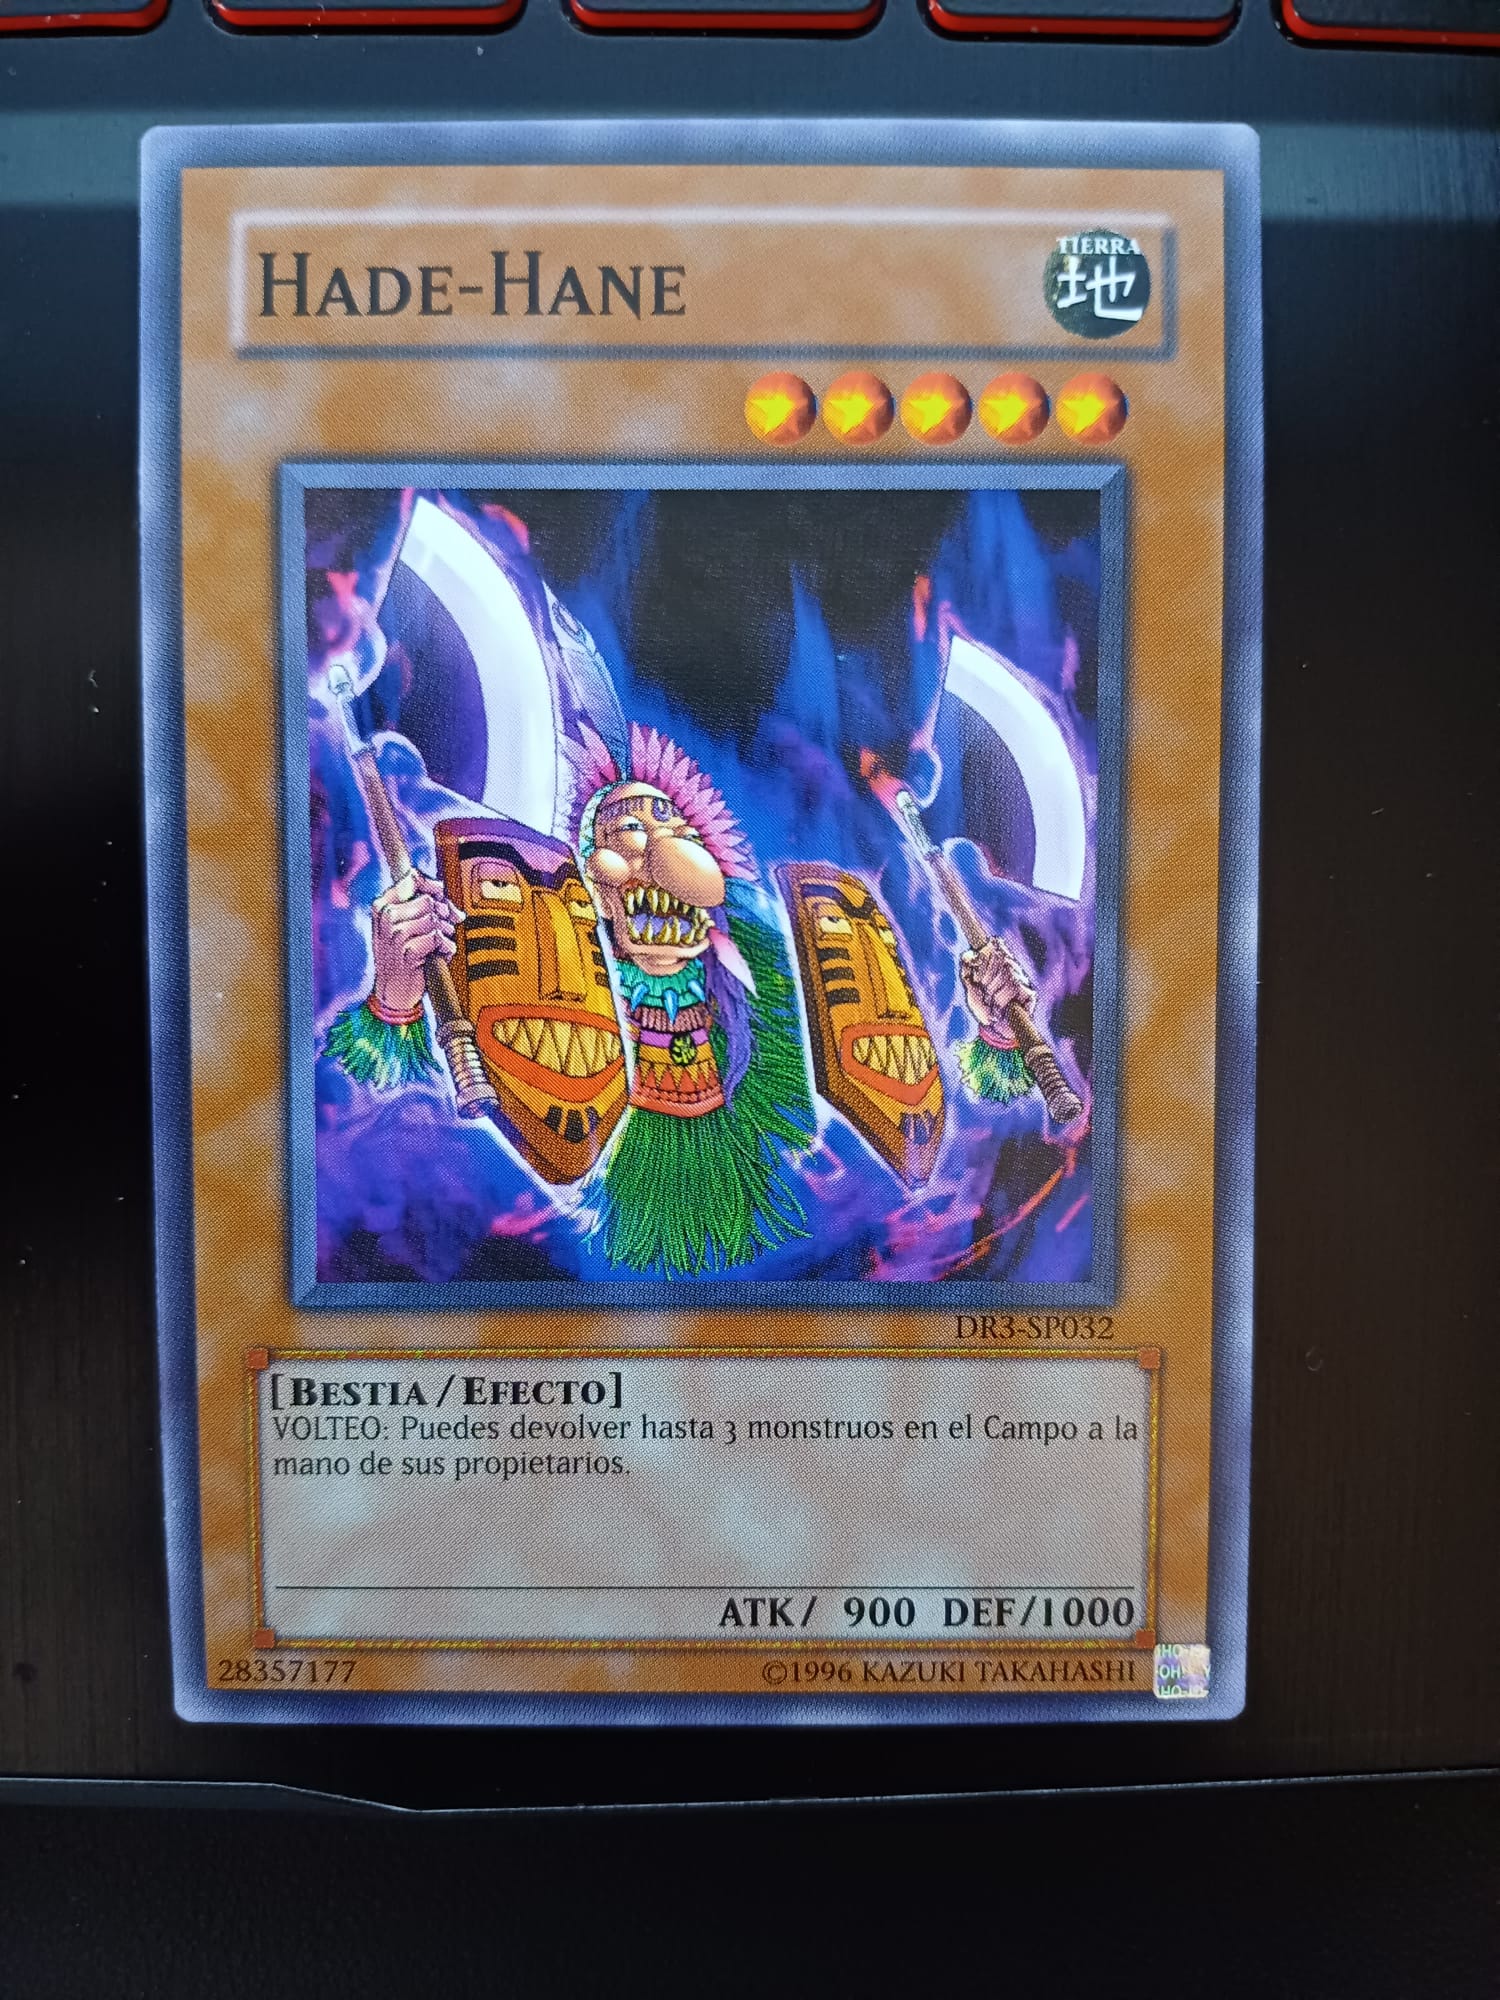 HADE-HANE
TIERRA
地
DR3-SP032
[BESTIA/EFECTO]
VOLTEO: Puedes devolver hasta 3 monstruos en el Campo a la
mano de sus propietarios.
ATK/ 900 DEF/1000
28357177
©1996 KAZUKI TAKAHASHI